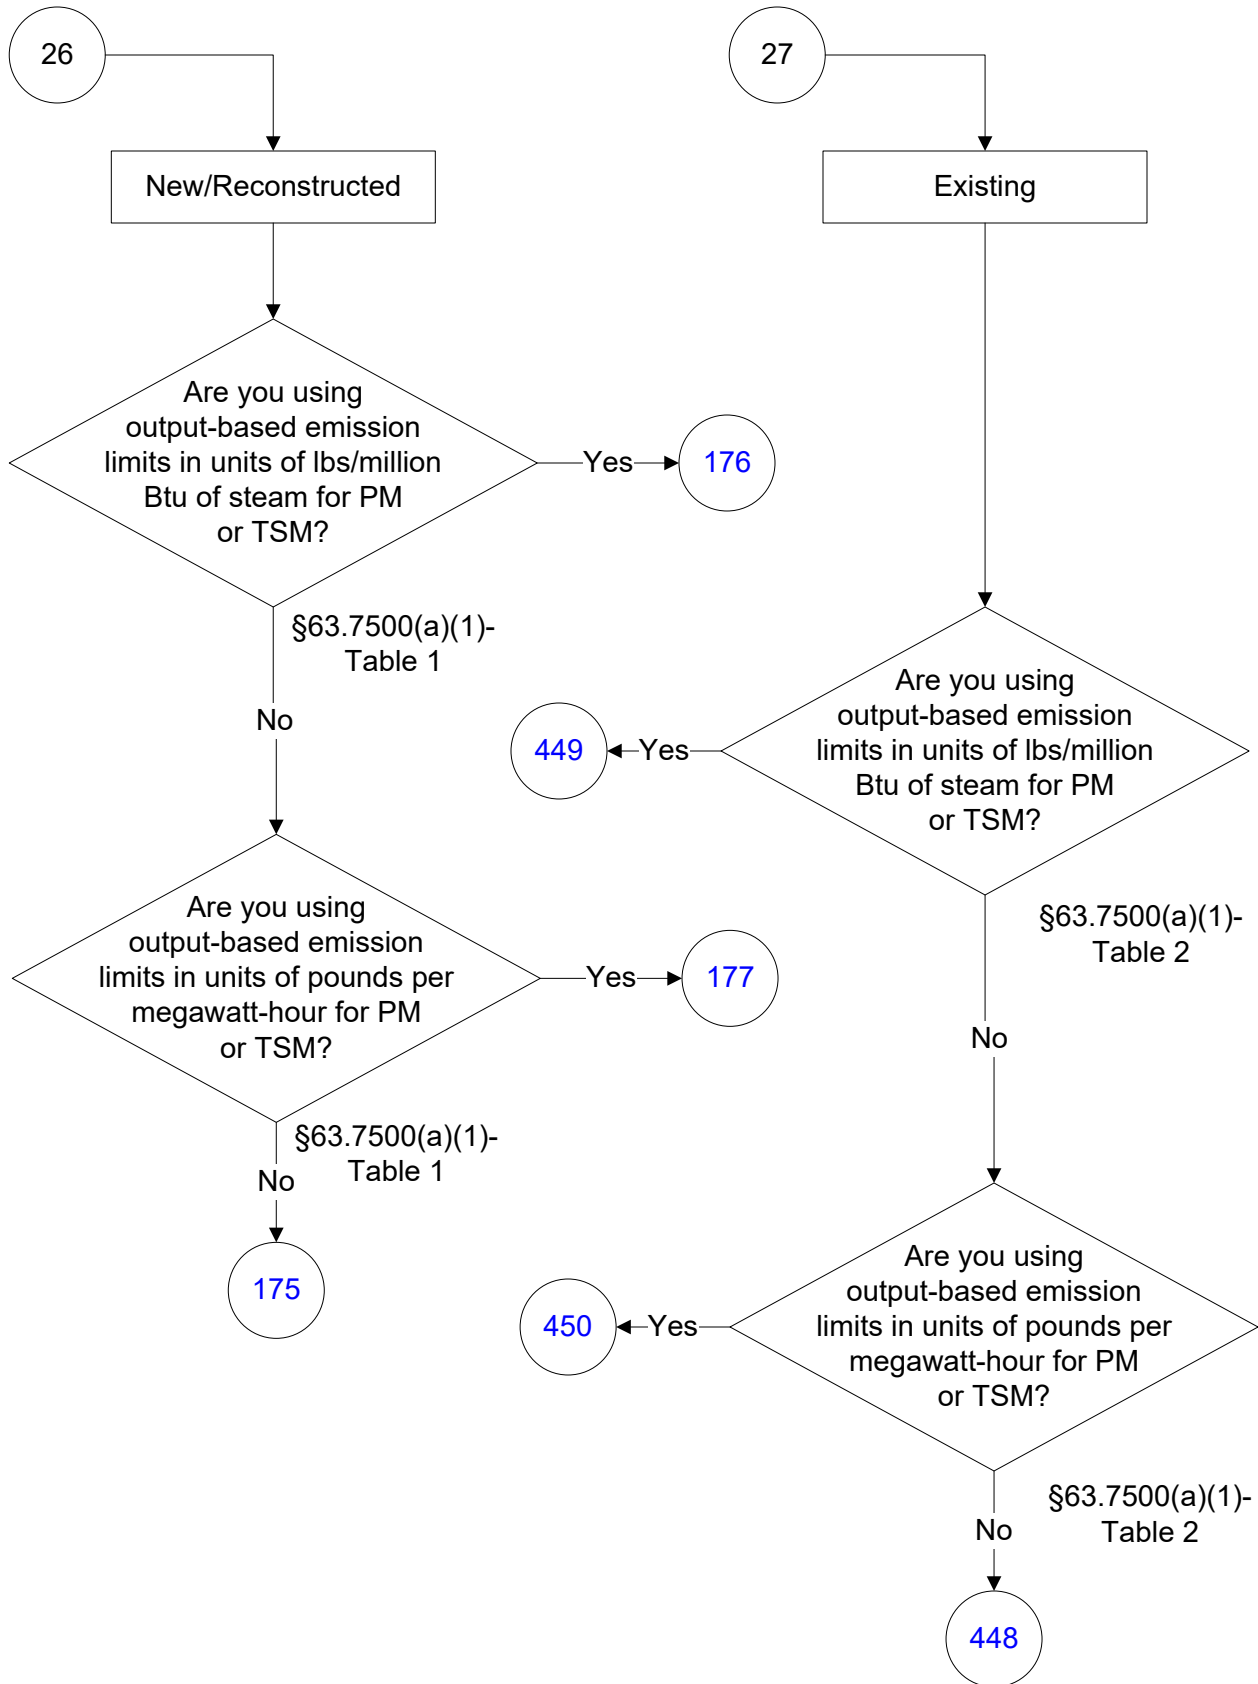 26
New/Reconstructed
Are you using
output-based emission
limits in units of lbs/million
Btu of steam for PM
or TSM?
Yes
176
§63.7500(a)(1)-
Table 1
No
Are you using
output-based emission
limits in units of pounds per
megawatt-hour for PM
or TSM?
Yes
177
§63.7500(a)(1)-
Table 1
No
175
27
Existing
Are you using
output-based emission
limits in units of lbs/million
Btu of steam for PM
or TSM?
Yes
449
§63.7500(a)(1)-
Table 2
No
Are you using
output-based emission
limits in units of pounds per
megawatt-hour for PM
or TSM?
Yes
450
§63.7500(a)(1)-
Table 2
No
448